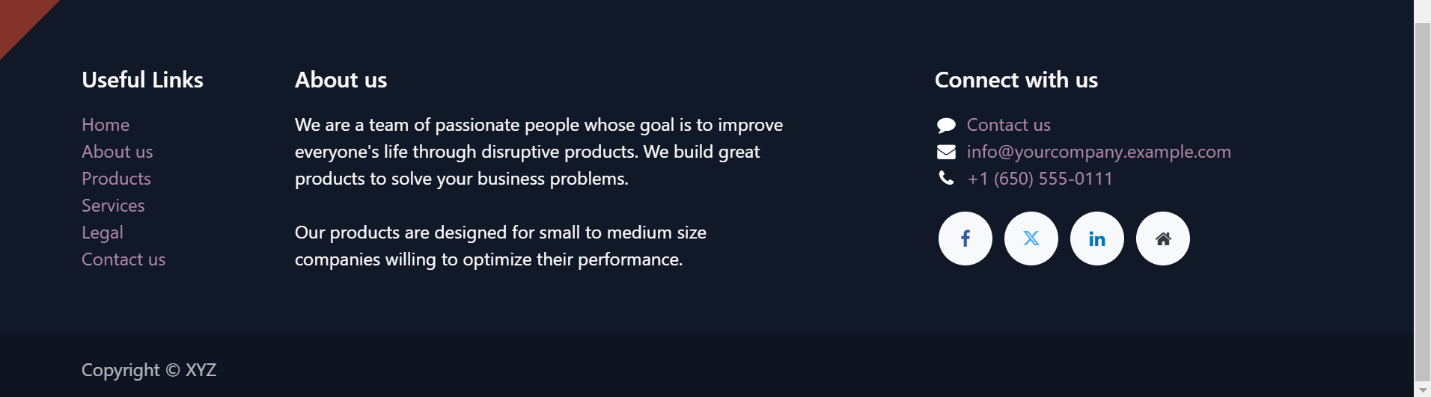 Useful Links
Home
About us
Products
Services
Legal
Contact us
About us
We are a team of passionate people whose goal is to improve
everyone's life through disruptive products. We build great
products to solve your business problems.
Our products are designed for small to medium size
companies willing to optimize their performance.
Connect with us
Contact us
info@yourcompany.example.com
+1 (650) 555-0111
Copyright © XYZ